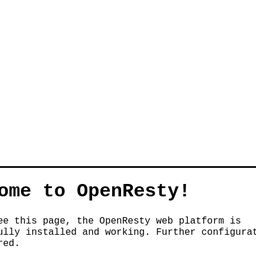 ome to OpenResty!
ee this page, the OpenResty web platform is
ully installed and working. Further configurat
red.